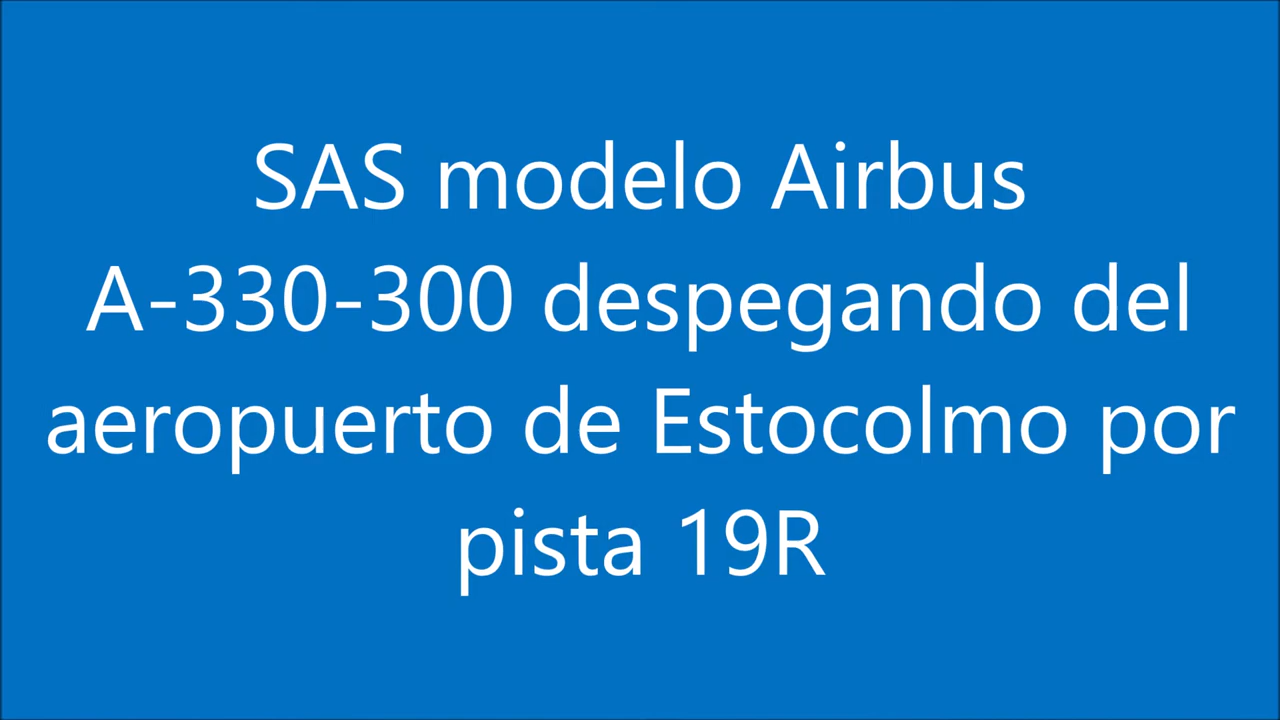 SAS modelo Airbus
A-330-300 despegando del
aeropuerto de Estocolmo por
pista 19R